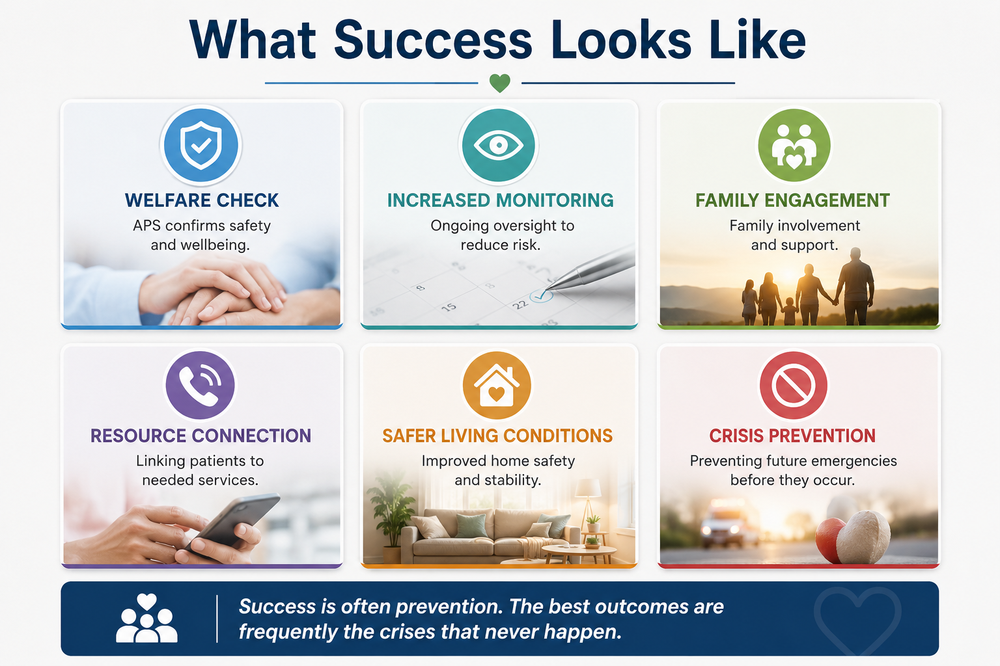 What Success Looks Like
WELFARE CHECK
APS confirms safety
and wellbeing.
INCREASED MONITORING
Ongoing oversight to
reduce risk.
8
15
22
FAMILY ENGAGEMENT
Family involvement
and support.
RESOURCE CONNECTION
Linking patients to
needed services.
SAFER LIVING CONDITIONS
Improved home safety
and stability.
CRISIS PREVENTION
Preventing future emergencies
before they occur.
Success is often prevention. The best outcomes are
frequently the crises that never happen.